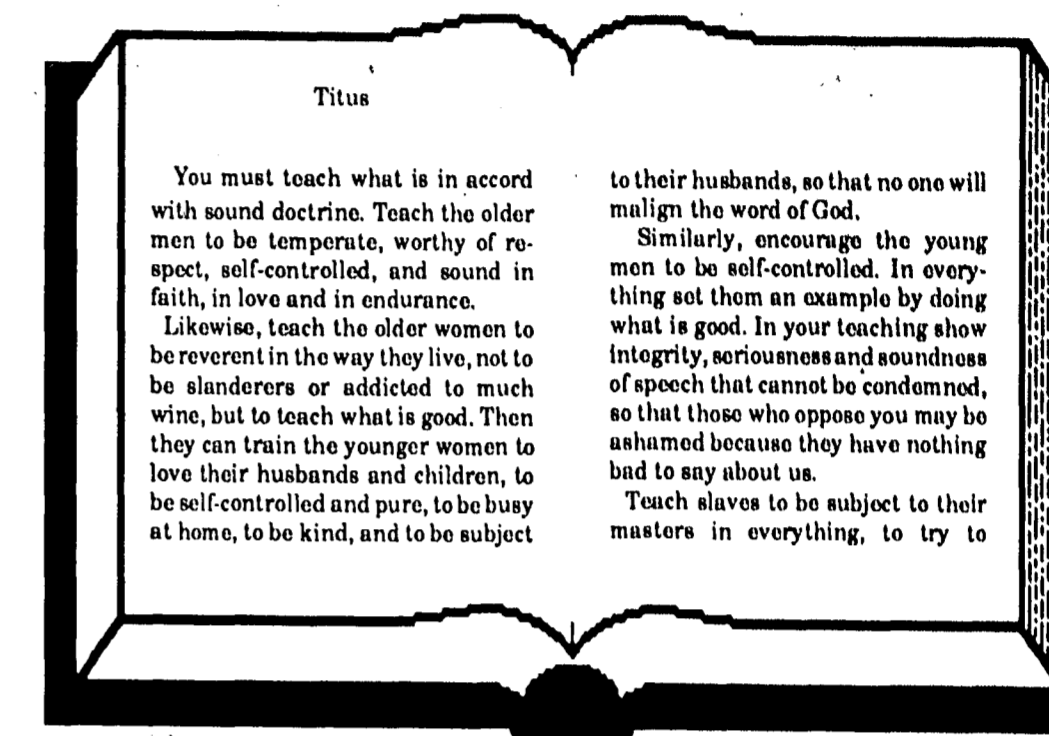 Titus
You must teach what is in accord
with sound doctrine. Teach the older
men to be temperate, worthy of re-
spect, self-controlled, and sound in
faith, in love and in endurance.
Likewise, teach the older women to
be reverent in the way they live, not to
be slanderers or addicted to much
wine, but to teach what is good. Then
they can train the younger women to
love their husbands and children, to
be self-controlled and pure, to be busy
at home, to be kind, and to be subject
to their husbands, so that no one will
malign the word of God.
Similarly, encourage the young
men to be self-controlled. In every-
thing set them an example by doing
what is good. In your teaching show
integrity, seriousness and soundness
of speech that cannot be condemned,
so that those who oppose you may be
ashamed because they have nothing
bad to say about us.
Teach slaves to be subject to their
masters in everything, to try to